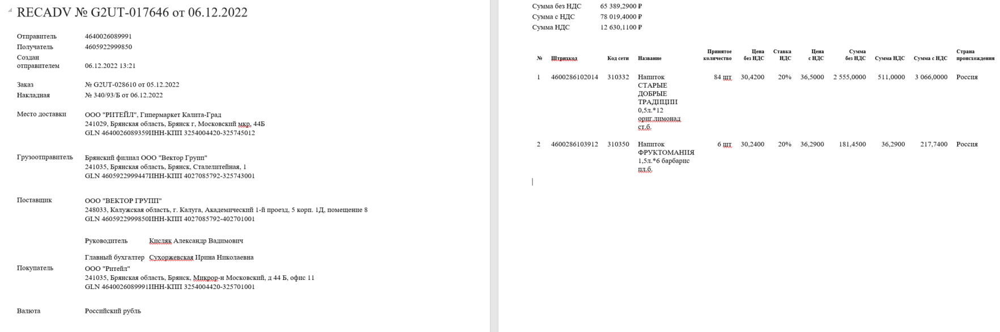 RECADV № G2UT-017646 от 06.12.2022
Отправитель 4640026089991
Получатель 4605922999850
Создан
отправителем 06.12.2022 13:21
Заказ № G2UT-028610 от 05.12.2022
Накладная № 340/93/Б от 06.12.2022
Место доставки ООО "РИТЕЙЛ", Гипермаркет Калита-Град
241029, Брянская область, Брянск г, Московский мкр, 44Б
GLN 4640026089359ИНН-КПП 3254004420-325745012
Грузоотправитель Брянский филиал ООО "Вектор Групп"
241035, Брянская область, Брянск, Сталелитейная, 1
GLN 4605922999447ИНН-КПП 4027085792-325743001
Поставщик ООО "ВЕКТОР ГРУПП"
248033, Калужская область, г. Калуга, Академический 1-й проезд, 5 корп. 1Д, помещение 8
GLN 4605922999850ИНН-КПП 4027085792-402701001
Руководитель Кисляк Александр Вадимович
Главный бухгалтер Сухоржевская Ирина Николаевна
Покупатель ООО "Ритейл"
241035, Брянская область, Брянск, Микрор-н Московский, д 44 Б, офис 11
GLN 4640026089991ИНН-КПП 3254004420-325701001
Валюта Российский рубль
Сумма без НДС 65 389,2900 ₽
Сумма с НДС 78 019,4000 ₽
Сумма НДС 12 630,1100 ₽
Принятое Цена Ставка Цена Сумма Страна
№ Штрихкод Код сети Название количество без НДС НДС с НДС без НДС Сумма НДС Сумма с НДС происхождения
1 4600286102014 310332 Напиток 84 шт 30,4200 20% 36,5000 2 555,0000 511,0000 3 066,0000 Россия
СТАРЫЕ
ДОБРЫЕ
ТРАДИЦИИ
0,5л.*12
ориг.лимонад
ст.б.
2 4600286103912 310350 Напиток 6 шт 30,2400 20% 36,2900 181,4500 36,2900 217,7400 Россия
ФРУКТОМАНИЯ
1,5л.*6 барбарис
пл.б.